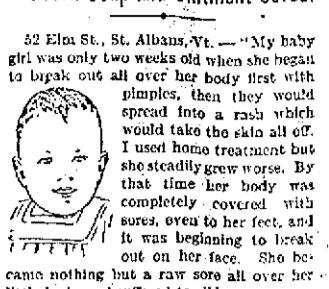 52 Elm St., St. Albans, Vt. — "My baby
girl was only two weeks old when she began
to break out all over her body first with
pimples, then they would
spread into a rash which
would take the skin all off.
I used home treatment but
she steadily grew worse. By
that time her body was
completely covered with
sores, even to her feet, and
it was beginning to break
out on her face. She be-
came nothing but a raw sore all over her